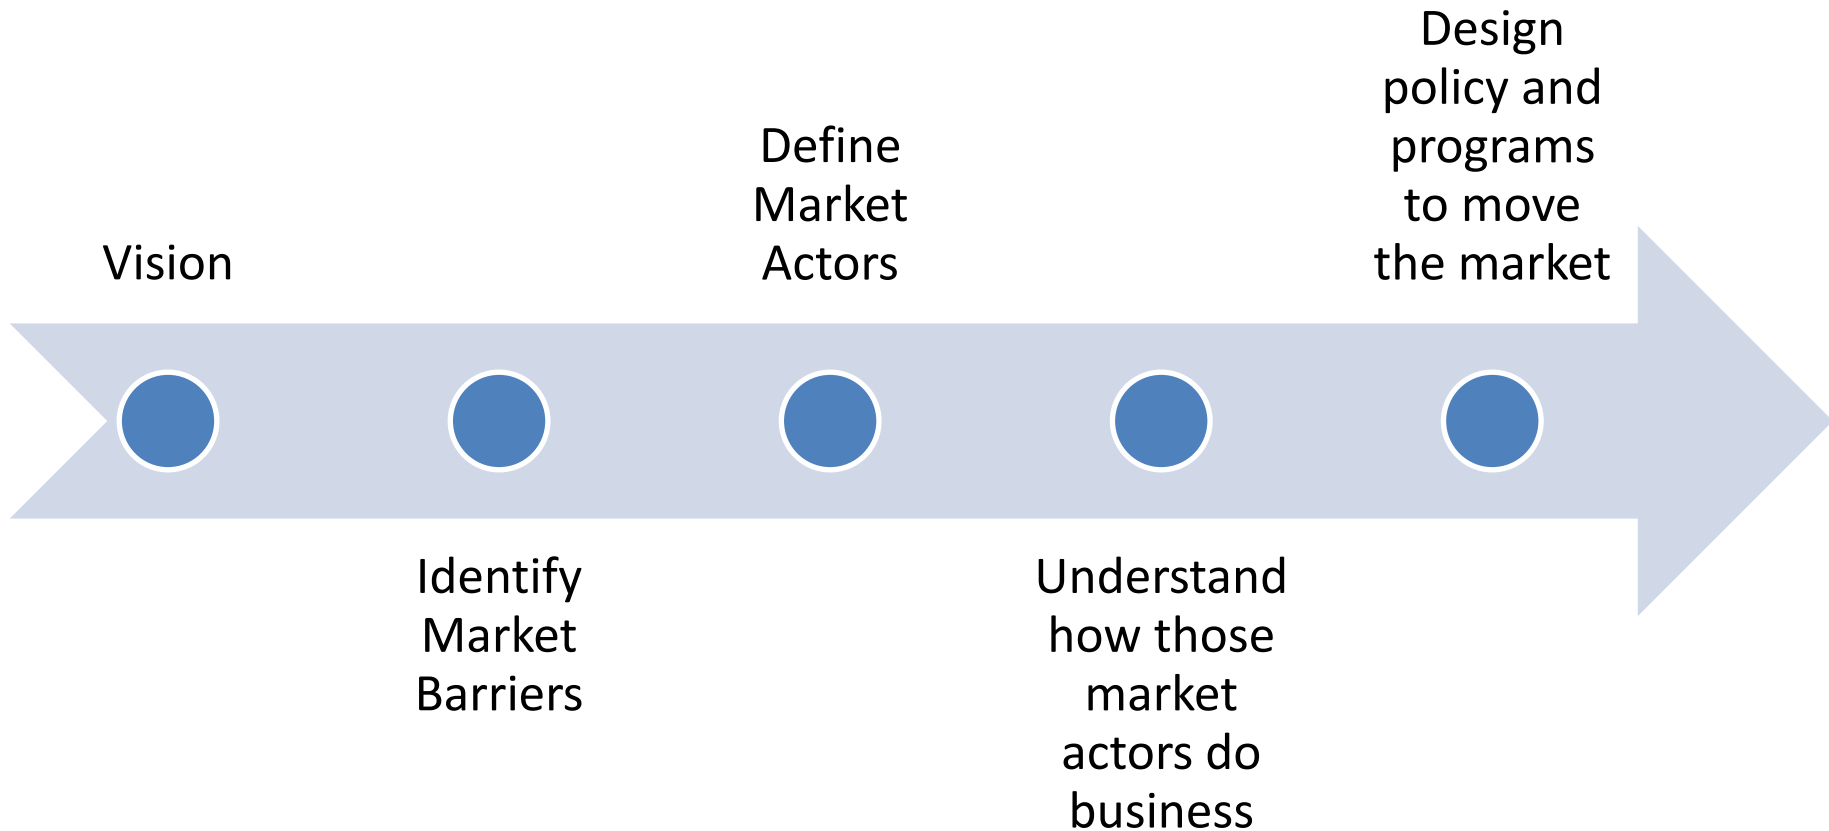 Vision
Identify
Market
Barriers
Define
Market
Actors
Understand
how those
market
actors do
business
Design
policy and
programs
to move
the market